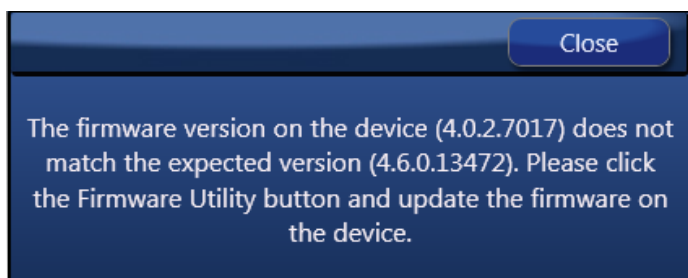 Close
The firmware version on the device (4.0.2.7017) does not
match the expected version (4.6.0.13472). Please click
the Firmware Utility button and update the firmware on
the device.